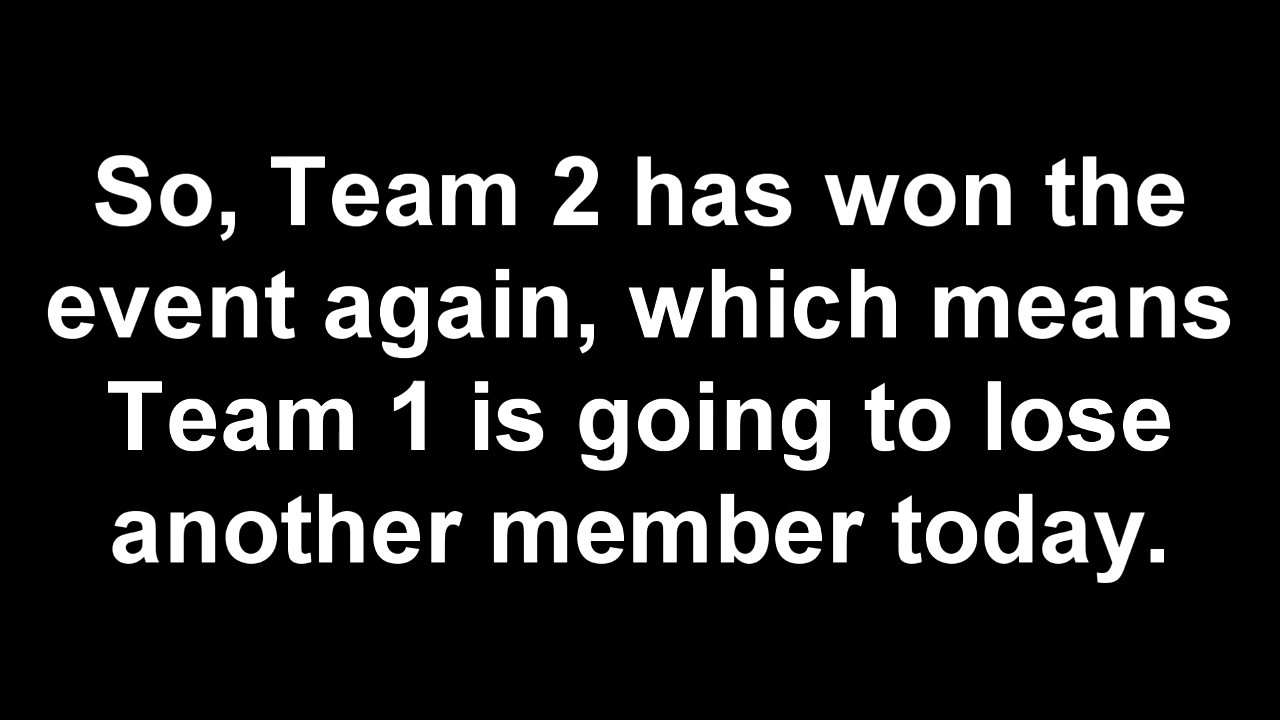 So, Team 2 has won the
event again, which means
Team 1 is going to lose
another member today.